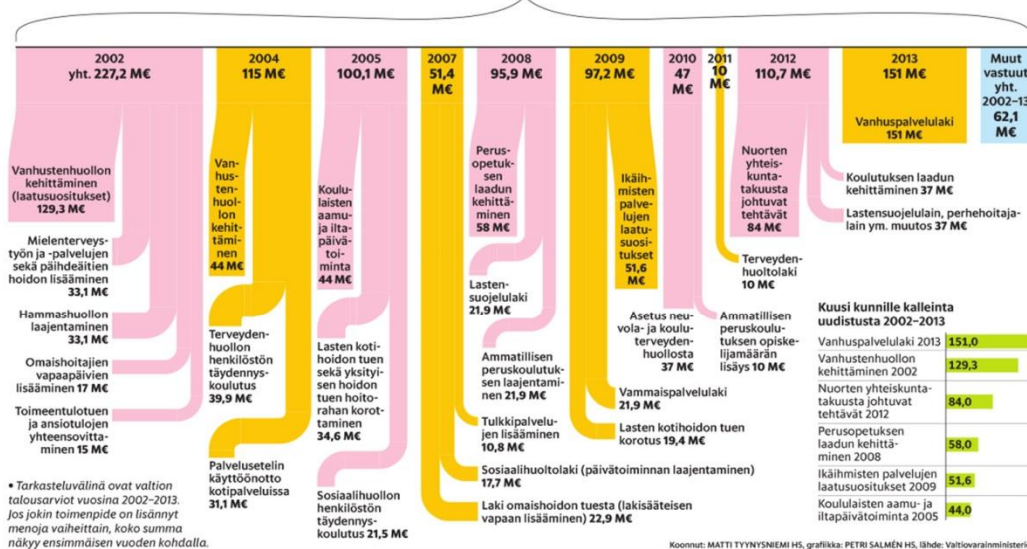 2002
yht. 227,2 M€
2004
115 M€
2005
100,1 M€
2007
51,4
M€
2008
95,9 M€
2009
97,2 M€
2010
47
M€
2011
10
M€
2012
110,7 M€
2013
151 M€
Muut
vastuut
yht.
2002–13
62,1
M€
Vanhustenhuollon
kehittäminen
(laatusuositukset)
129,3 M€
Mielenterveys-
työn ja -palvelujen
sekä päihdeäitien
hoidon lisääminen
33,1 M€
Hammashuollon
laajentaminen
33,1 M€
Omaishoitajien
vapaapäivien
lisääminen 17 M€
Toimeentulotuen
ja ansiotulojen
yhteensovitta-
minen 15 M€
Van-
hus-
ten-
huol-
lon
kehit-
tämi-
nen
44 M€
Terveyden-
huollon
henkilöstön
täydennys-
koulutus
39,9 M€
Palvelusetelin
käyttöönotto
kotipalveluissa
31,1 M€
Koulu-
laisten
aamu-
ja ilta-
päivä-
toi-
minta
44 M€
Lasten koti-
hoidon tuen
sekä yksityi-
sen hoidon
tuen hoito-
rahan korot-
taminen
34,6 M€
Sosiaalihuollon
henkilöstön
täydennys-
koulutus 21,5 M€
Tulkkipalvelu-
jen lisääminen
10,8 M€
Sosiaalihuoltolaki (päivätoiminnan laajentaminen)
17,7 M€
Laki omaishoidon tuesta (lakisääteisen
vapaan lisääminen) 22,9 M€
Perus-
opetuk-
sen
laadun
kehittä-
minen
58 M€
Lasten-
suojelulaki
21,9 M€
Ammatillisen
peruskoulutuk-
sen laajentami-
nen 21,9 M€
Ikäih-
misten
palve-
lujen
laatu-
suosi-
tukset
51,6
M€
Vammaispalvelulaki
21,9 M€
Lasten kotihoidon tuen
korotus 19,4 M€
Asetus neu-
vola- ja koulu-
terveyden-
huollosta
37 M€
Ammatillisen
peruskoulu-
tuksen opiske-
lijamäärän
lisäys 10 M€
Terveyden-
huoltolaki
10 M€
Nuorten
yhteis-
kunta-
takuusta
johtuvat
tehtävät
84 M€
Koulutuksen laadun
kehittäminen 37 M€
Lastensuojelulain, perhehoitaja-
lain ym. muutos 37 M€
Vanhuspalvelulaki
151 M€
Kuusi kunnille kalleinta
uudistusta 2002–2013
Vanhuspalvelulaki 2013 151,0
Vanhustenhuollon
kehittäminen 2002 129,3
Nuorten yhteiskunta-
takuusta johtuvat
tehtävät 2012 84,0
Perusopetuksen
laadun kehittä-
minen 2008 58,0
Ikäihmisten palvelujen
laatusuositukset 2009 51,6
Koululaisten aamu- ja
iltapäivätoiminta 2005 44,0
• Tarkasteluvälinä ovat valtion
talousarviot vuosina 2002–2013.
Jos jokin toimenpide on lisännyt
menoja vaiheittain, koko summa
näkyy ensimmäisen vuoden kohdalla.
Koonnut: MATTI TYYNYSNIEMI HS, grafiikka: PETRI SALMÉN HS, lähde: Valtiovarainministeriö